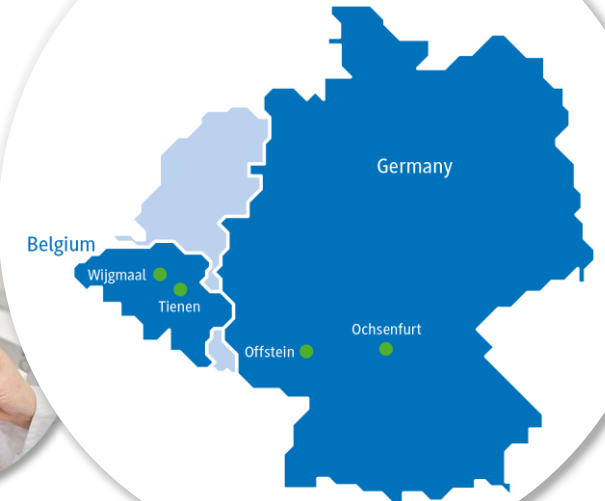 Germany
Belgium
Wijgmaal
Tienen
Offstein
Ochsenfurt